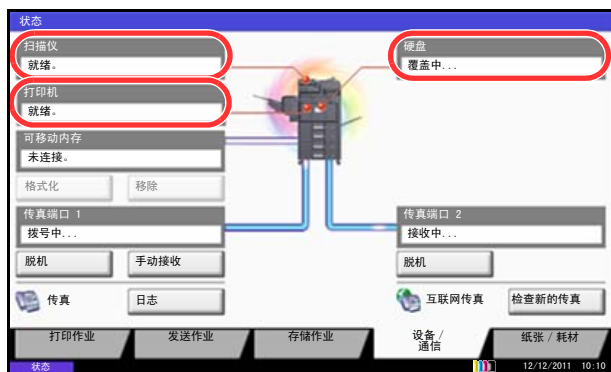 状态
扫描仪
就绪。
硬盘
覆盖中...
打印机
就绪。
可移动内存
未连接。
格式化
移除
传真端口 1
拨号中...
传真端口 2
接收中...
脱机
手动接收
脱机
传真
日志
互联网传真
检查新的传真
打印作业
发送作业
存储作业
设备 /
通信
纸张 / 耗材
状态
12/12/2011 10:10